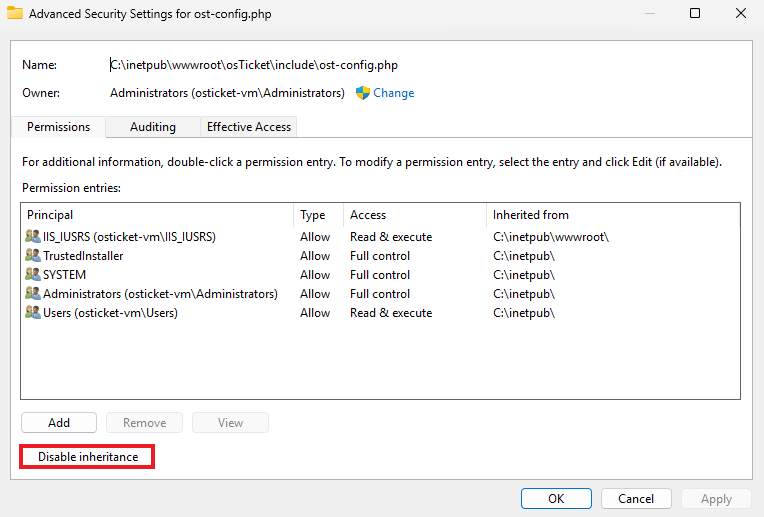 Advanced Security Settings for ost-config.php
Name: C:\inetpub\wwwroot\osTicket\include\ost-config.php
Owner: Administrators (osticket-vm\Administrators) Change
Permissions Auditing Effective Access
For additional information, double-click a permission entry. To modify a permission entry, select the entry and click Edit (if available).
Permission entries:
Principal Type Access Inherited from
IIS_IUSRS (osticket-vm\IIS_IUSRS) Allow Read & execute C:\inetpub\wwwroot\
TrustedInstaller Allow Full control C:\inetpub\
SYSTEM Allow Full control C:\inetpub\
Administrators (osticket-vm\Administrators) Allow Full control C:\inetpub\
Users (osticket-vm\Users) Allow Read & execute C:\inetpub\
Add Remove View
Disable inheritance
OK Cancel Apply